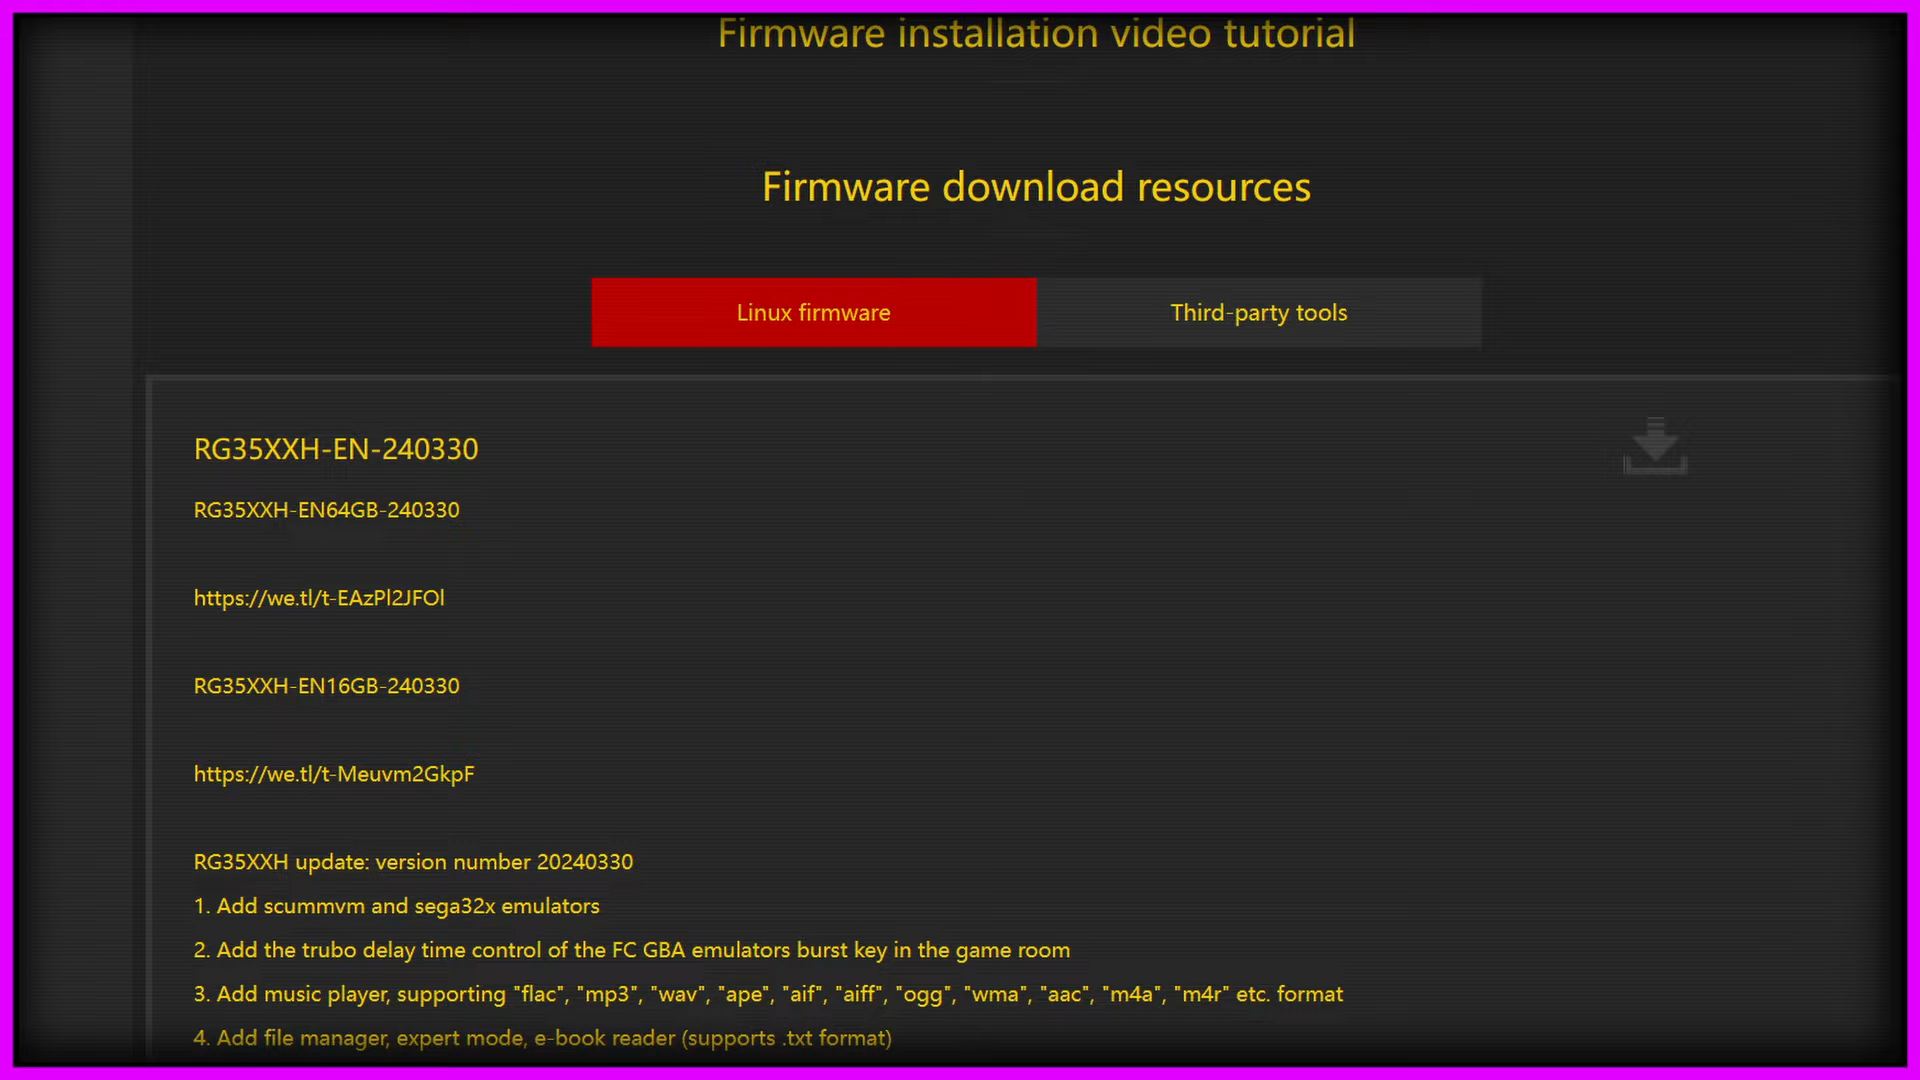 Firmware installation video tutorial
Firmware download resources
Linux firmware
Third-party tools
RG35XXH-EN-240330
RG35XXH-EN64GB-240330
https://we.tl/t-EAzPl2JFOl
RG35XXH-EN16GB-240330
https://we.tl/t-Meuvm2GkpF
RG35XXH update: version number 20240330
1. Add scummvm and sega32x emulators
2. Add the trubo delay time control of the FC GBA emulators burst key in the game room
3. Add music player, supporting "flac", "mp3", "wav", "ape", "aif", "aiff", "ogg", "wma", "aac", "m4a", "m4r" etc. format
4. Add file manager, expert mode, e-book reader (supports .txt format)